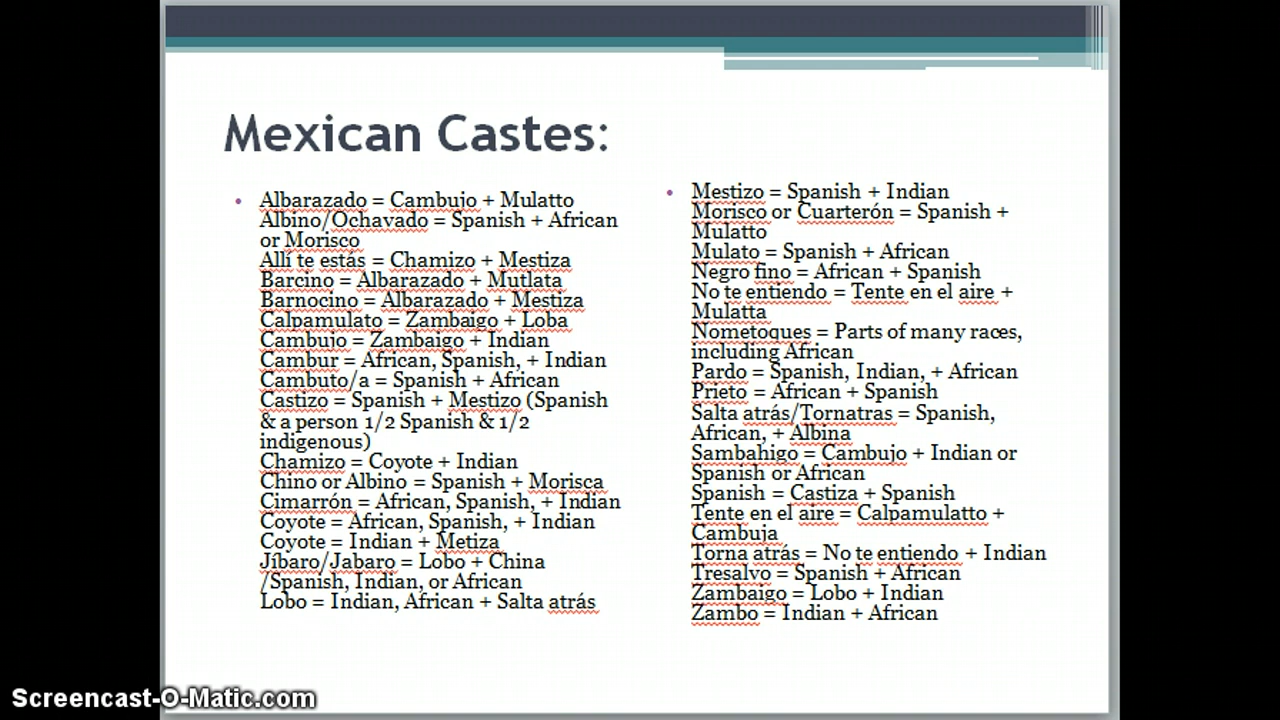 Mexican Castes:
Albarazado = Cambujo + Mulatto
Albino/Ochavado = Spanish + African
or Morisco
Allí te estás = Chamizo + Mestiza
Barcino = Albarazado + Mutlata
Barnocino = Albarazado + Mestiza
Calpamulato = Zambaigo + Loba
Cambujo = Zambaigo + Indian
Cambur = African, Spanish, + Indian
Cambuto/a = Spanish + African
Castizo = Spanish + Mestizo (Spanish
& a person 1/2 Spanish & 1/2
indigenous)
Chamizo = Coyote + Indian
Chino or Albino = Spanish + Morisca
Cimarrón = African, Spanish, + Indian
Coyote = African, Spanish, + Indian
Coyote = Indian + Metiza
Jíbaro/Jabaro = Lobo + China
/Spanish, Indian, or African
Lobo = Indian, African + Salta atrás
Mestizo = Spanish + Indian
Morisco or Cuarterón = Spanish +
Mulatto
Mulato = Spanish + African
Negro fino = African + Spanish
No te entiendo = Tente en el aire +
Mulatta
Nometoques = Parts of many races,
including African
Pardo = Spanish, Indian, + African
Prieto = African + Spanish
Salta atrás/Tornatras = Spanish,
African, + Albina
Sambahigo = Cambujo + Indian or
Spanish or African
Spanish = Castiza + Spanish
Tente en el aire = Calpamulatto +
Cambuja
Torna atrás = No te entiendo + Indian
Tresalvo = Spanish + African
Zambaigo = Lobo + Indian
Zambo = Indian + African
Screencast-O-Matic.com